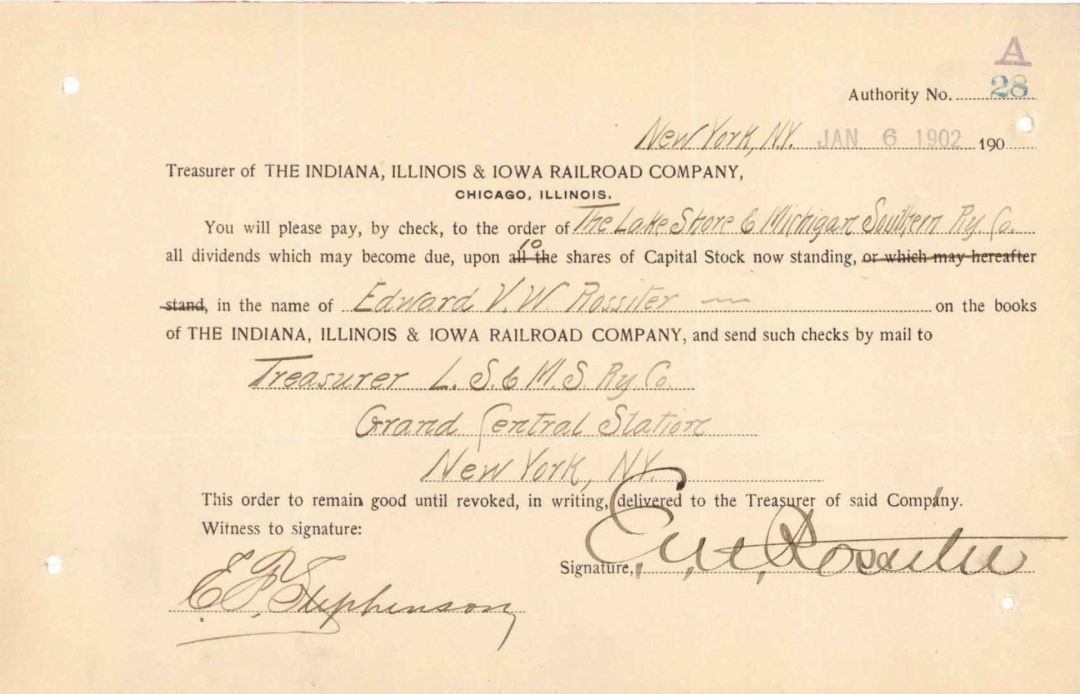 A
Authority No. 28
New York, N.Y. JAN 6 1902 190
Treasurer of THE INDIANA, ILLINOIS & IOWA RAILROAD COMPANY,
CHICAGO, ILLINOIS.
You will please pay, by check, to the order of The Lake Shore & Michigan Southern Ry. Co.
10
all dividends which may become due, upon all the shares of Capital Stock now standing, or which may hereafter
stand, in the name of Edward V. W. Rossiter on the books
of THE INDIANA, ILLINOIS & IOWA RAILROAD COMPANY, and send such checks by mail to
Treasurer L. S. & M. S. Ry Co
Grand Central Station
New York, N.Y.
This order to remain good until revoked, in writing, delivered to the Treasurer of said Company.
Witness to signature:
Signature, E. V. W. Rossiter
E. P. Stephenson